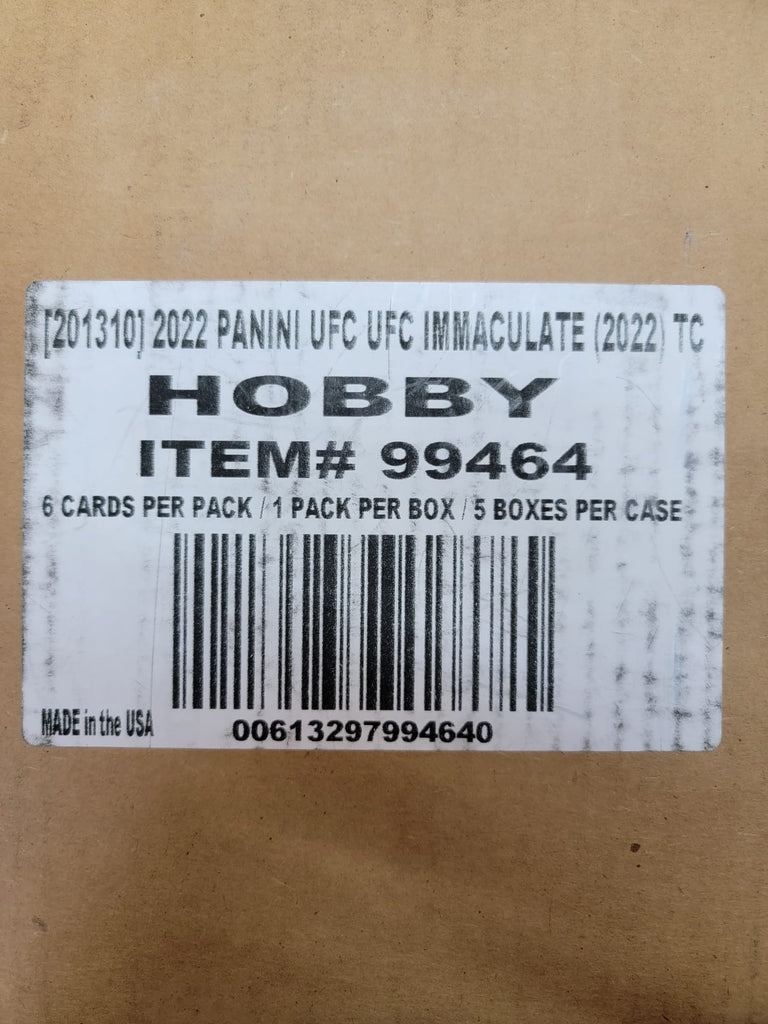 [201310] 2022 PANINI UFC UFC IMMACULATE (2022) TC
HOBBY
ITEM# 99464
6 CARDS PER PACK / 1 PACK PER BOX / 5 BOXES PER CASE
MADE in the USA
00613297994640